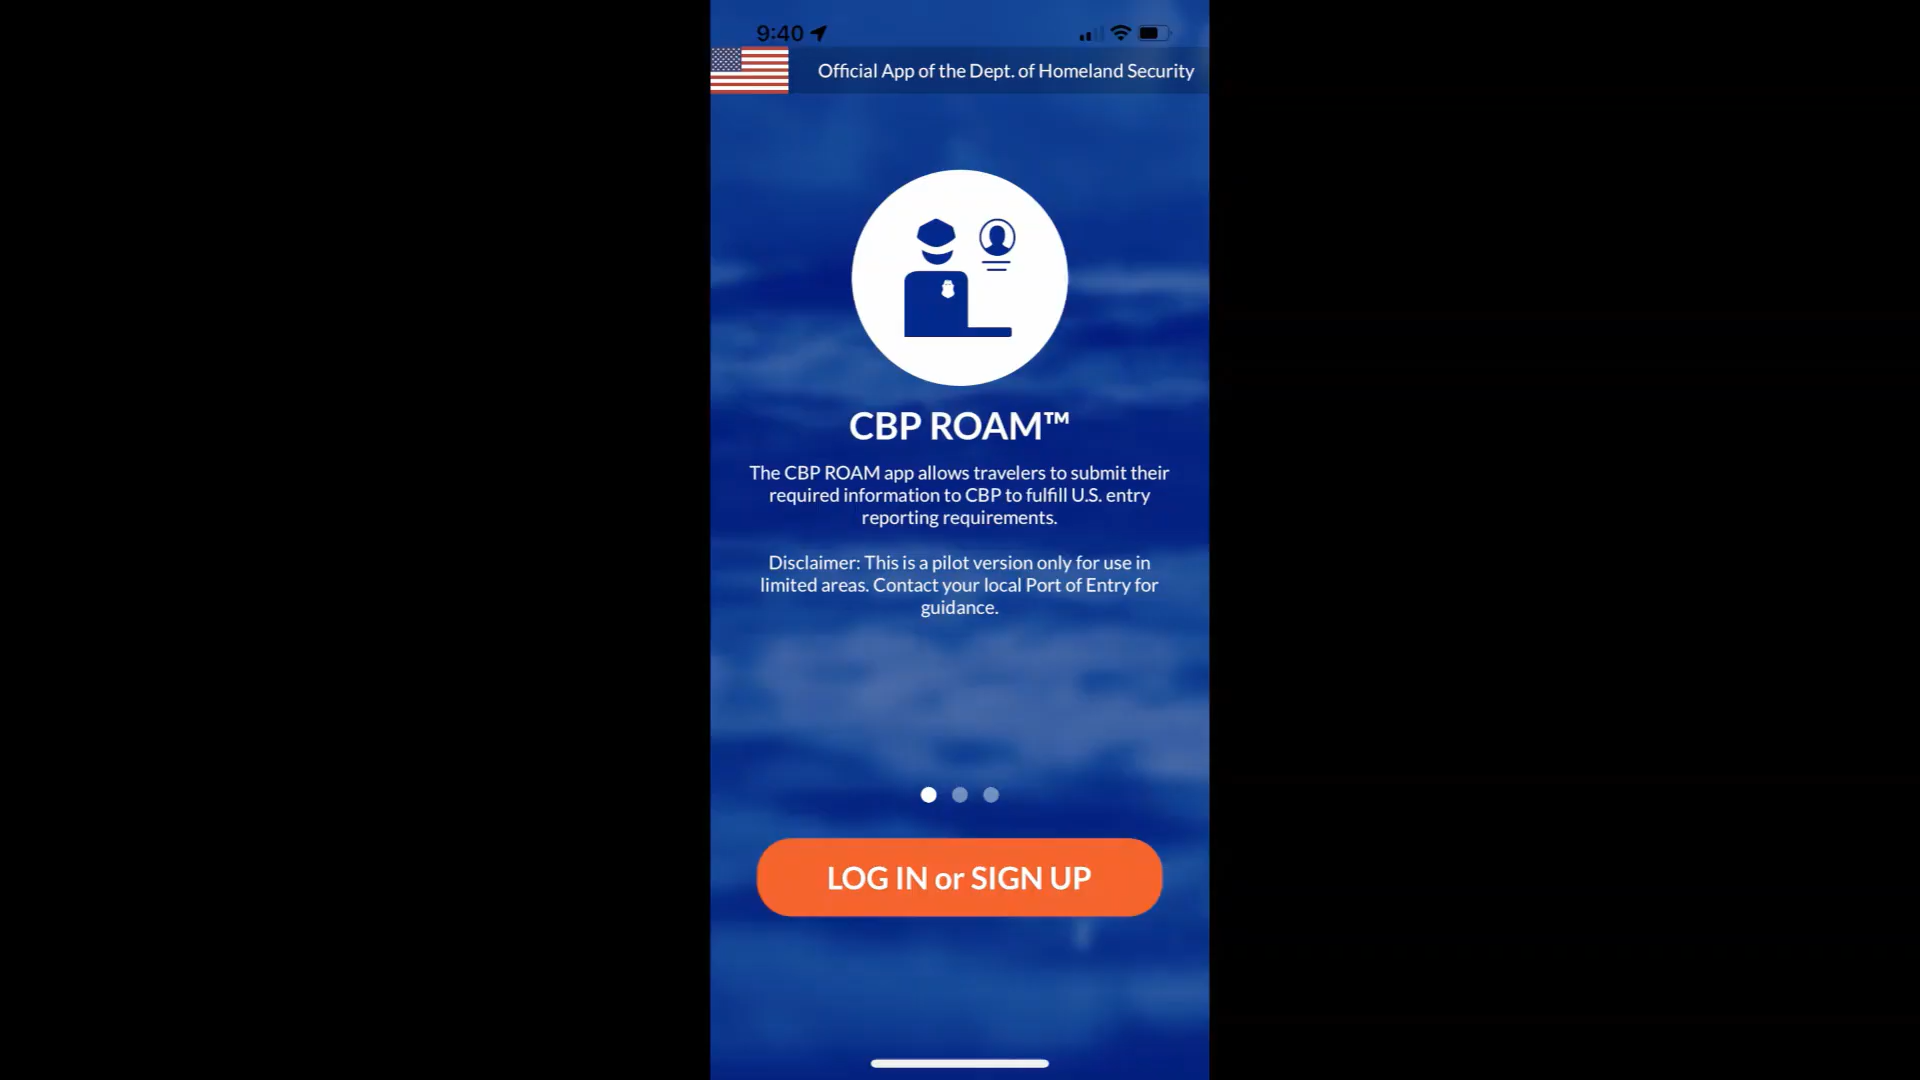 9:40
Official App of the Dept. of Homeland Security
CBP ROAM™
The CBP ROAM app allows travelers to submit their
required information to CBP to fulfill U.S. entry
reporting requirements.
Disclaimer: This is a pilot version only for use in
limited areas. Contact your local Port of Entry for
guidance.
LOG IN or SIGN UP